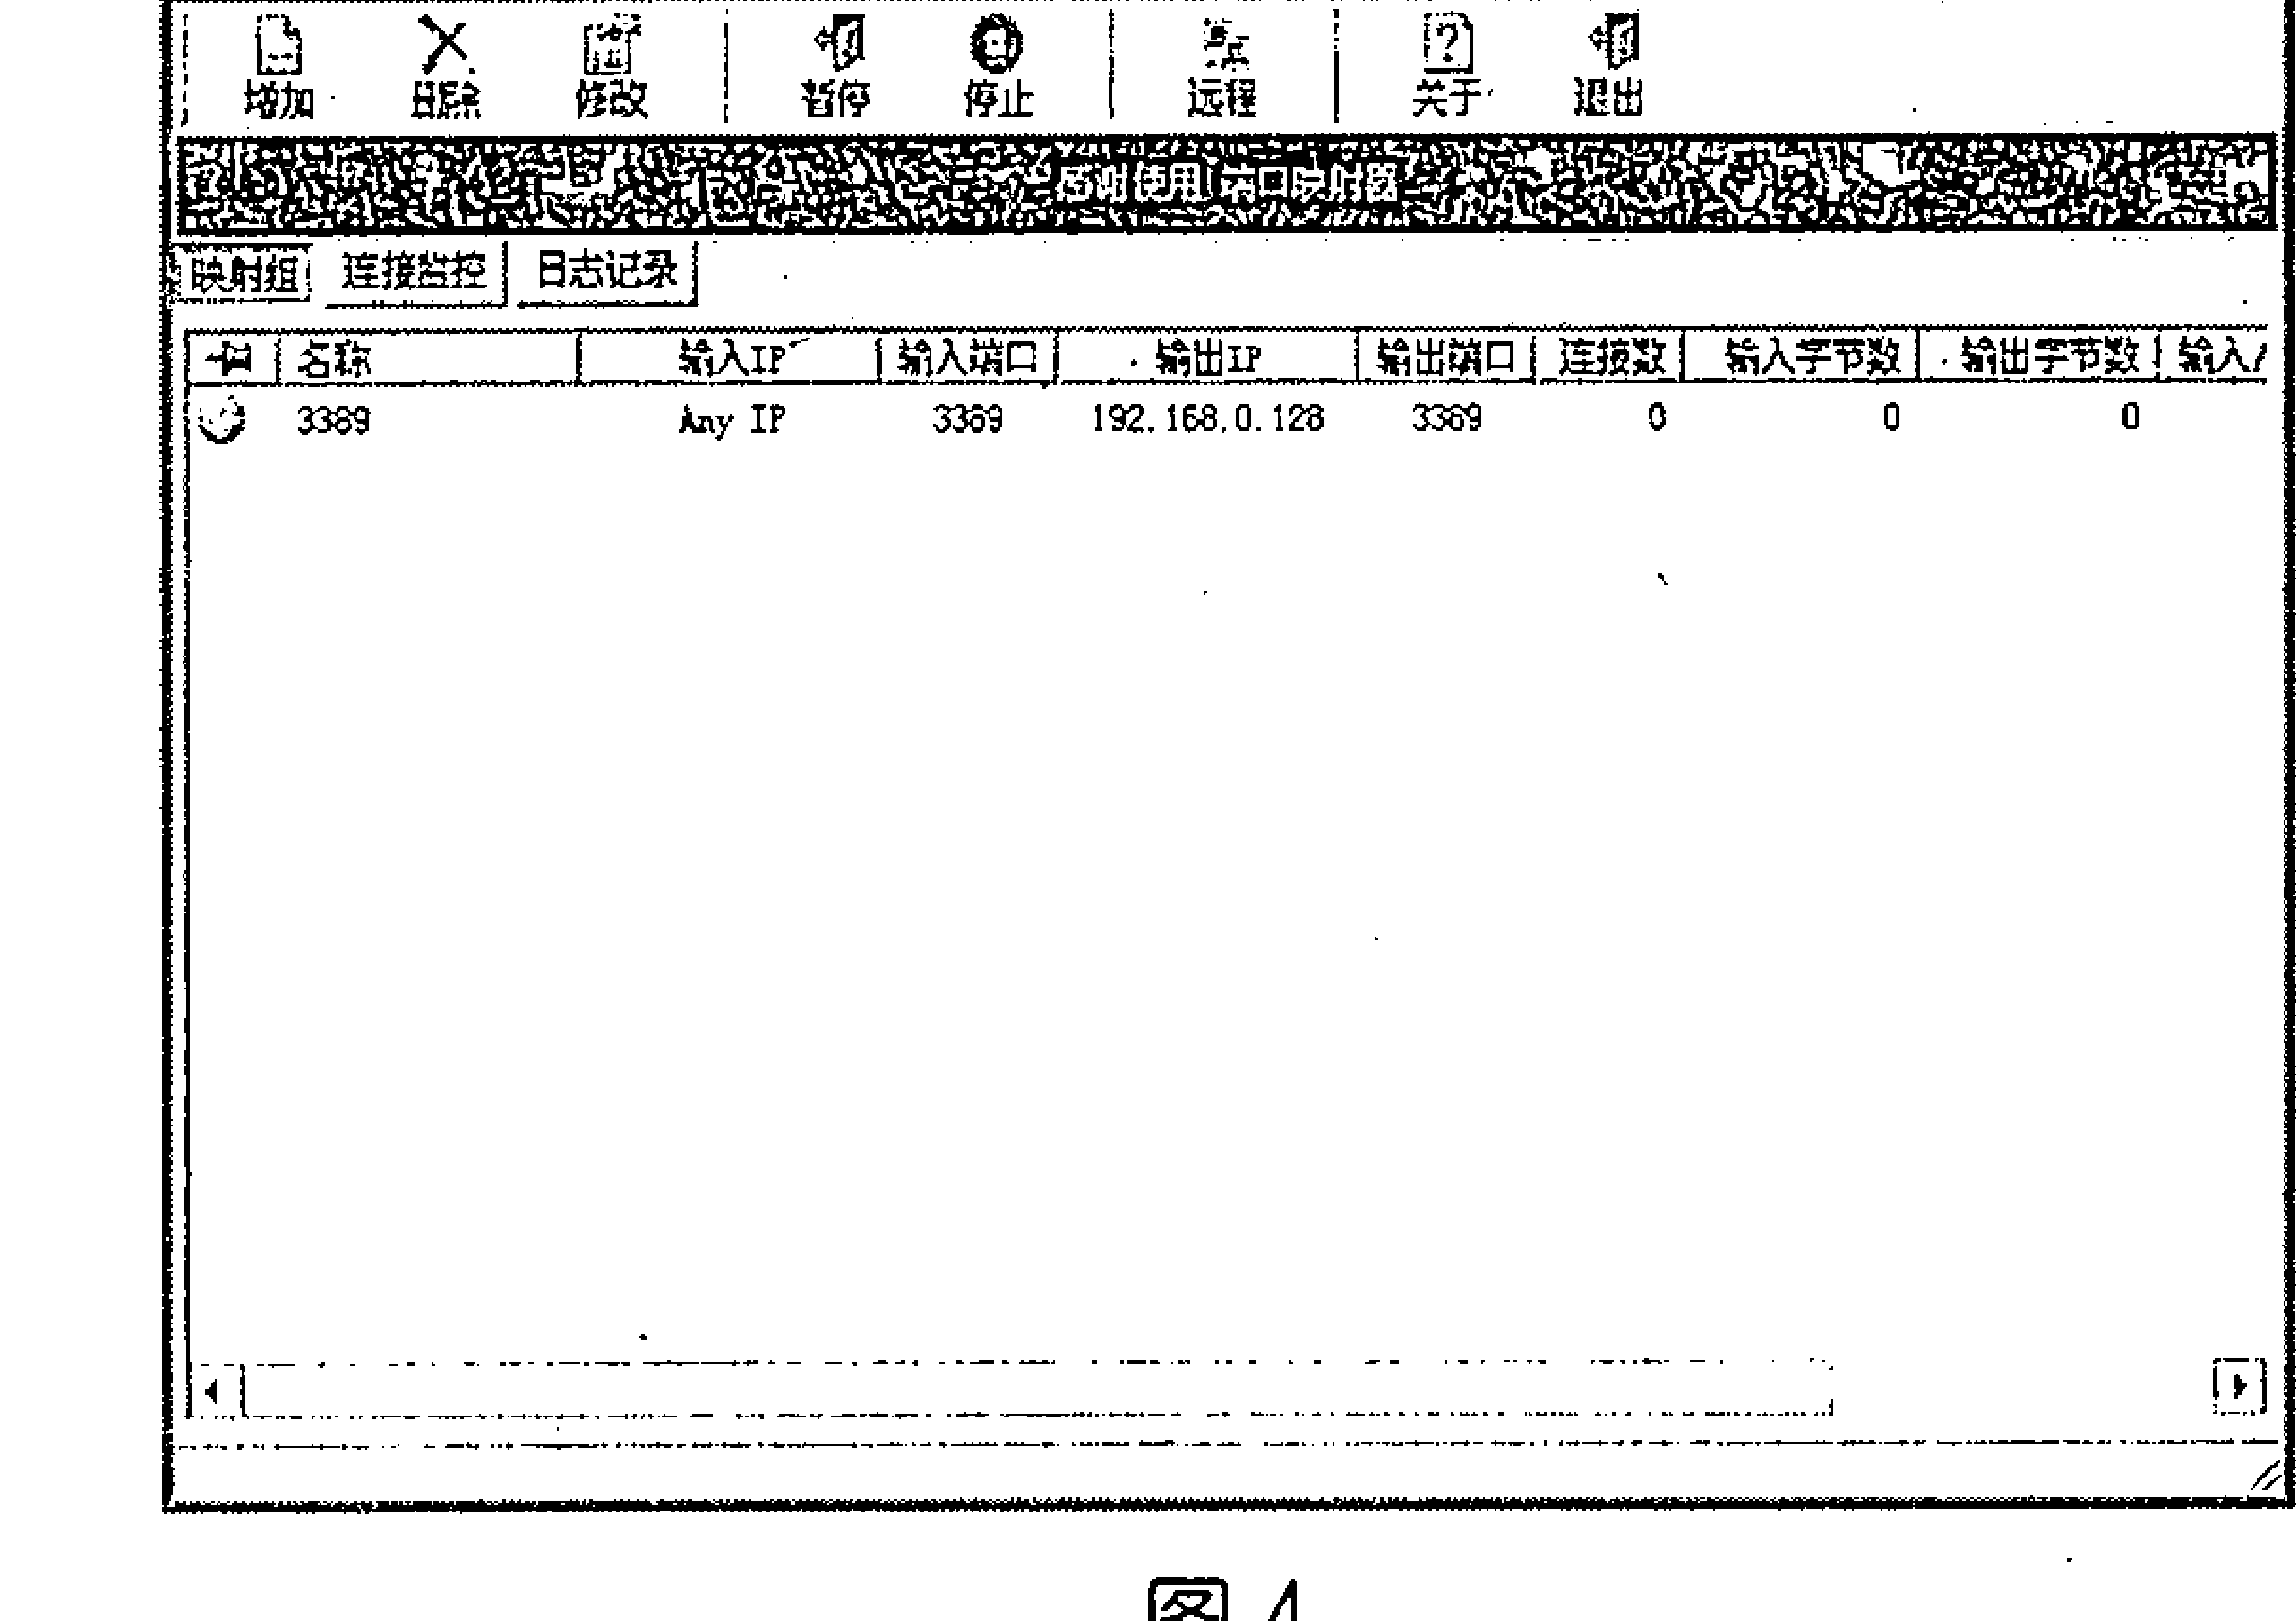 增加 删除 修改 暂停 停止 远程 关于 退出
映射组 连接监控 日志记录
名称 输入IP 输入端口 输出IP 输出端口 连接数 输入字节数 输出字节数 输入/
3389 Any IP 3389 192.168.0.128 3389 0 0 0
图 4